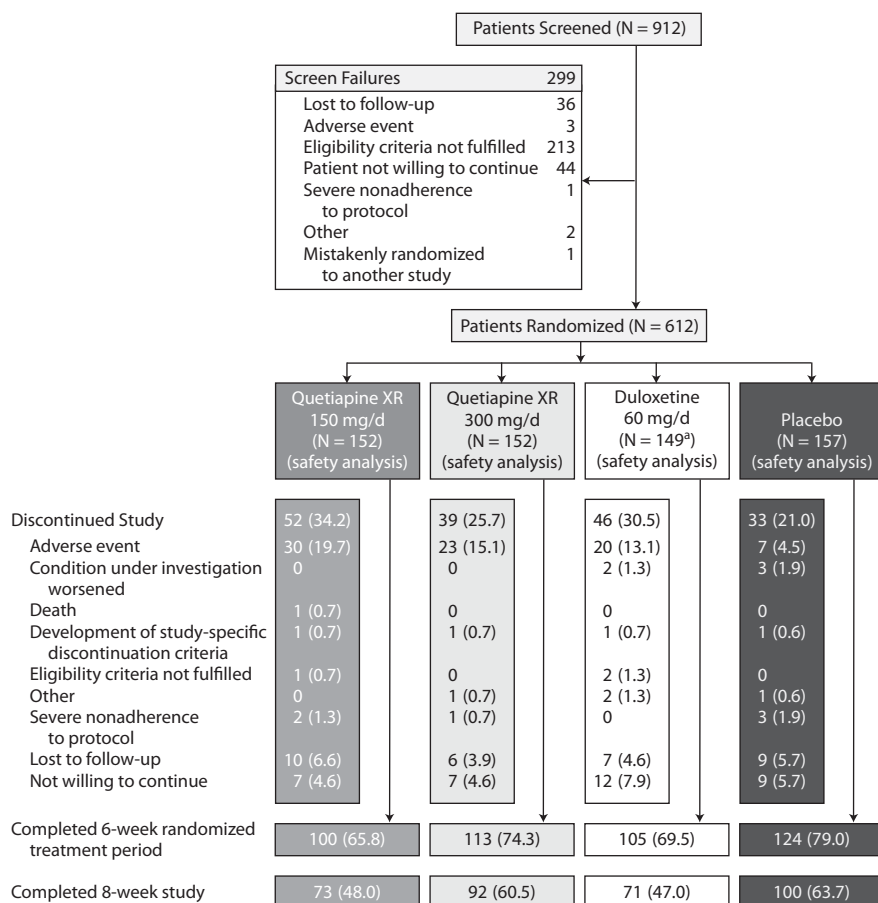 Patients Screened (N = 912)
Screen Failures 299
Lost to follow-up 36
Adverse event 3
Eligibility criteria not fulfilled 213
Patient not willing to continue 44
Severe nonadherence 1
to protocol
Other 2
Mistakenly randomized 1
to another study
Patients Randomized (N = 612)
Quetiapine XR
150 mg/d
(N = 152)
(safety analysis)
Quetiapine XR
300 mg/d
(N = 152)
(safety analysis)
Duloxetine
60 mg/d
(N = 149a)
(safety analysis)
Placebo
(N = 157)
(safety analysis)
Discontinued Study 52 (34.2) 39 (25.7) 46 (30.5) 33 (21.0)
Adverse event 30 (19.7) 23 (15.1) 20 (13.1) 7 (4.5)
Condition under investigation 0 0 2 (1.3) 3 (1.9)
worsened
Death 1 (0.7) 0 0 0
Development of study-specific 1 (0.7) 1 (0.7) 1 (0.7) 1 (0.6)
discontinuation criteria
Eligibility criteria not fulfilled 1 (0.7) 0 2 (1.3) 0
Other 0 1 (0.7) 2 (1.3) 1 (0.6)
Severe nonadherence 2 (1.3) 1 (0.7) 0 3 (1.9)
to protocol
Lost to follow-up 10 (6.6) 6 (3.9) 7 (4.6) 9 (5.7)
Not willing to continue 7 (4.6) 7 (4.6) 12 (7.9) 9 (5.7)
Completed 6-week randomized 100 (65.8) 113 (74.3) 105 (69.5) 124 (79.0)
treatment period
Completed 8-week study 73 (48.0) 92 (60.5) 71 (47.0) 100 (63.7)